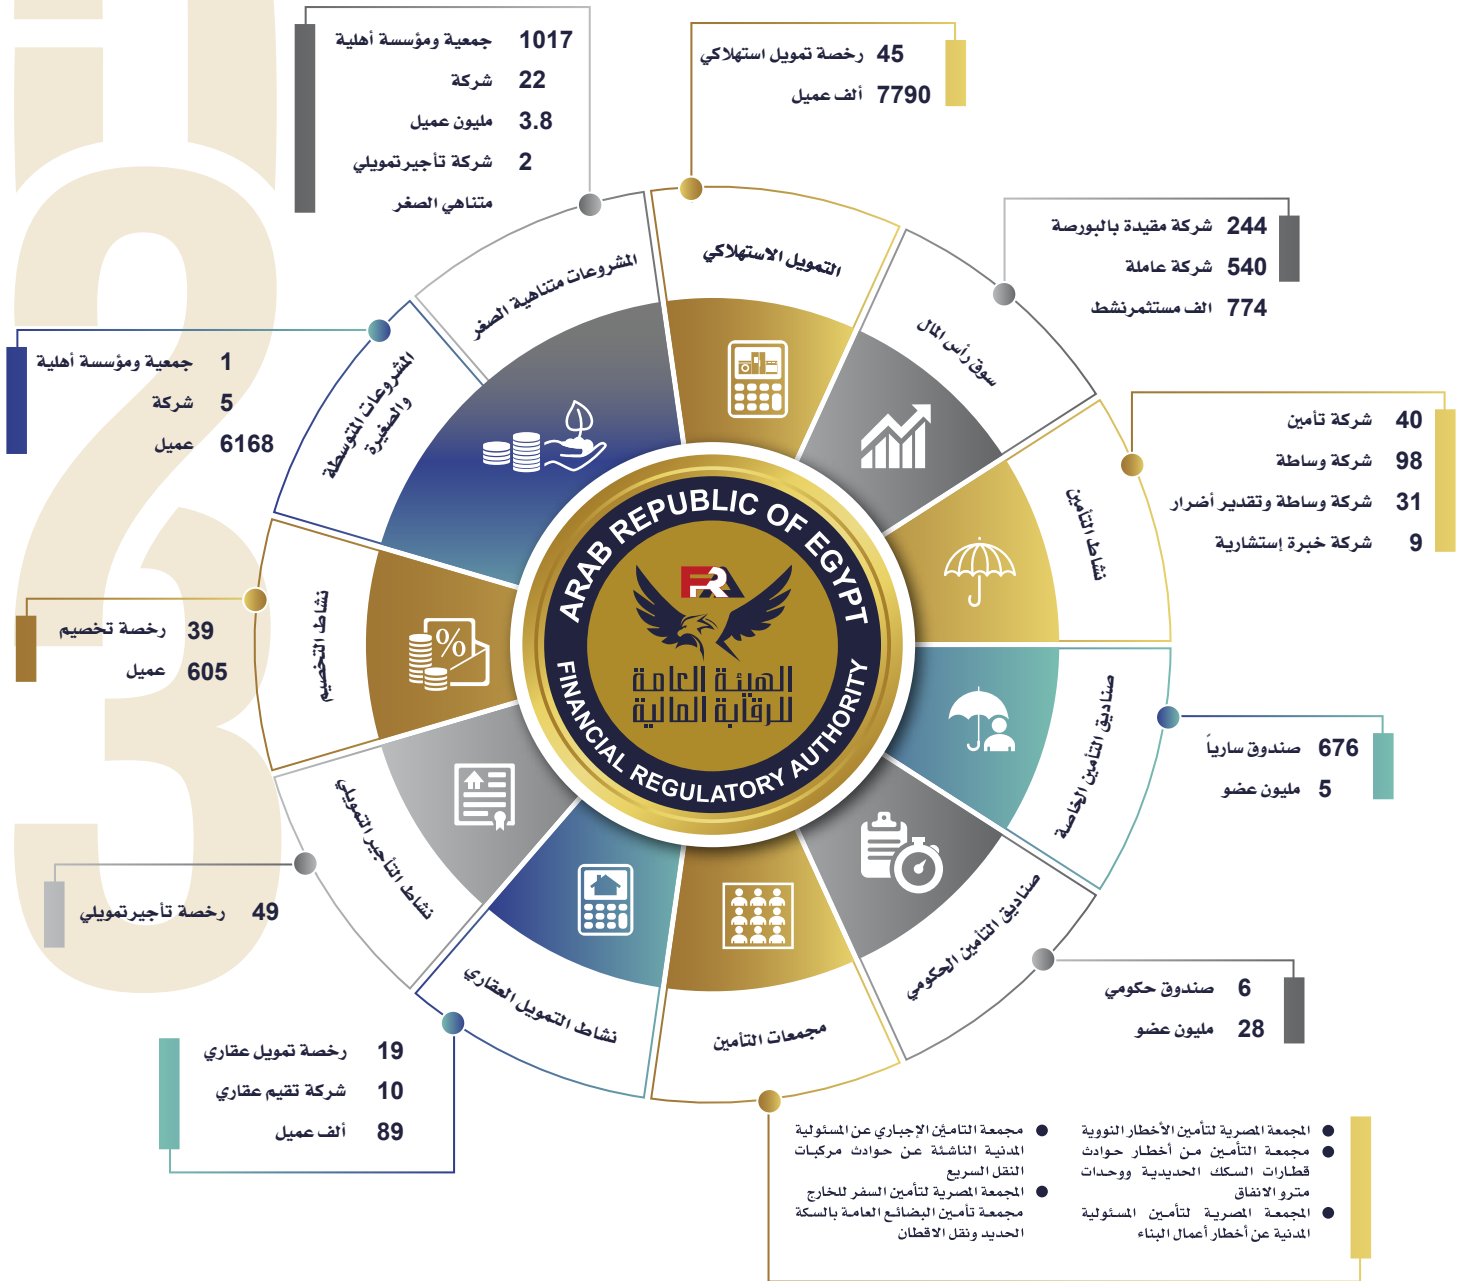 1017 جمعية ومؤسسة أهلية
22 شركة
3.8 مليون عميل
2 شركة تأجيرتمويلي
متناهي الصغر
45 رخصة تمويل استهلاكي
7790 ألف عميل
244 شركة مقيدة بالبورصة
540 شركة عاملة
774 الف مستثمرنشط
40 شركة تأمين
98 شركة وساطة
31 شركة وساطة وتقدير أضرار
9 شركة خبرة إستشارية
676 صندوق سارياً
5 مليون عضو
6 صندوق حكومي
28 مليون عضو
1 جمعية ومؤسسة أهلية
5 شركة
6168 عميل
39 رخصة تخصيم
605 عميل
49 رخصة تأجيرتمويلي
19 رخصة تمويل عقاري
10 شركة تقيم عقاري
89 ألف عميل
التمويل الاستهلاكي
سوق رأس المال
نشاط التأمين
صناديق التأمين الخاصة
صناديق التأمين الحكومي
مجمعات التأمين
نشاط التمويل العقاري
نشاط التأجير التمويلي
نشاط التخصيم
المشروعات المتوسطة
والصغيرة
المشروعات متناهية الصغر
ARAB REPUBLIC OF EGYPT
FRA
الهيئة العامة
للرقابة المالية
FINANCIAL REGULATORY AUTHORITY
● المجمعة المصرية لتأمين الأخطار النووية
● مجمعة التأمين من أخطار حوادث
قطارات السكك الحديدية ووحدات
مترو الانفاق
● المجمعة المصرية لتأمين المسئولية
المدنية عن أخطار أعمال البناء
● مجمعة التامين الإجباري عن المسئولية
المدنية الناشئة عن حوادث مركبات
النقل السريع
● المجمعة المصرية لتأمين السفر للخارج
مجمعة تأمين البضائع العامة بالسكة
الحديد ونقل الاقطان
023